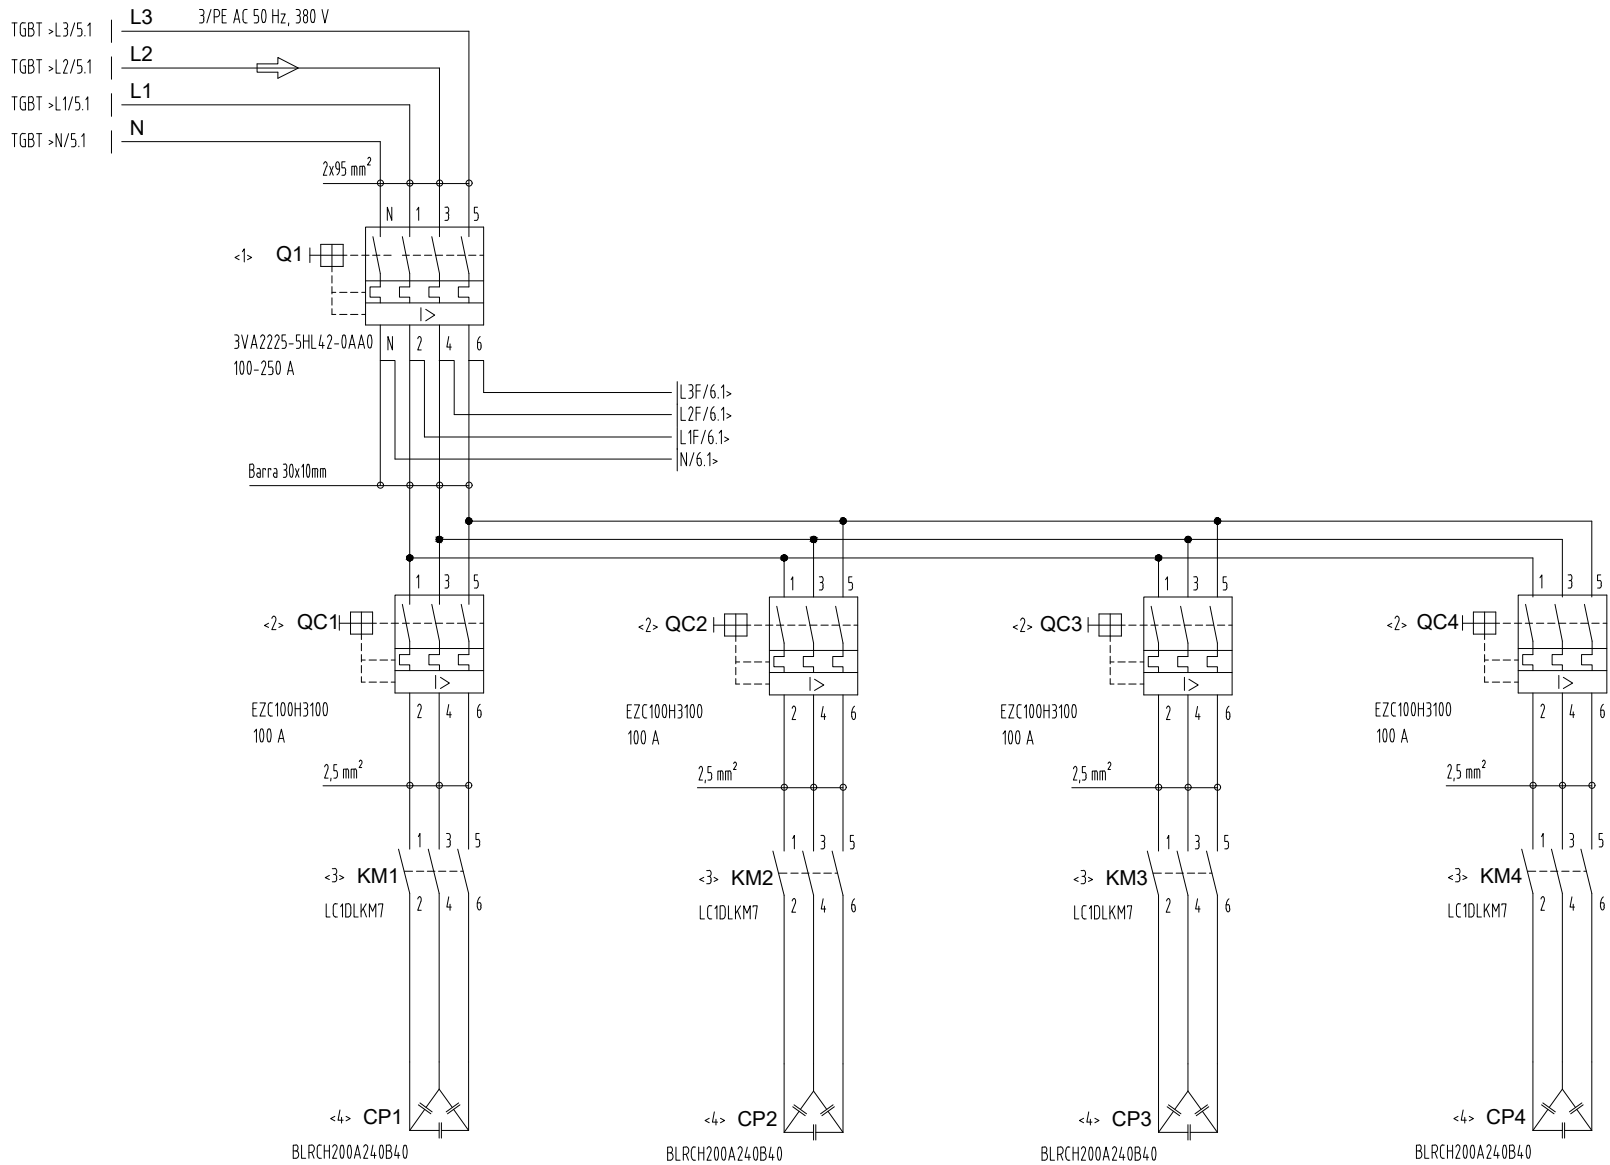 TGBT >L3/5.1 L3 3/PE AC 50 Hz, 380 V
TGBT >L2/5.1 L2
TGBT >L1/5.1 L1
TGBT >N/5.1 N
2x95 mm²
N 1 3 5
<1> Q1
3VA2225-5HL42-0AA0
100-250 A
N 2 4 6
L3F/6.1>
L2F/6.1>
L1F/6.1>
N/6.1>
Barra 30x10mm
1 3 5
<2> QC1
EZC100H3100
100 A
2 4 6
2,5 mm²
1 3 5
<3> KM1
LC1DLKM7
2 4 6
<4> CP1
BLRCH200A240B40
1 3 5
<2> QC2
EZC100H3100
100 A
2 4 6
2,5 mm²
1 3 5
<3> KM2
LC1DLKM7
2 4 6
<4> CP2
BLRCH200A240B40
1 3 5
<2> QC3
EZC100H3100
100 A
2 4 6
2,5 mm²
1 3 5
<3> KM3
LC1DLKM7
2 4 6
<4> CP3
BLRCH200A240B40
1 3 5
<2> QC4
EZC100H3100
100 A
2 4 6
2,5 mm²
1 3 5
<3> KM4
LC1DLKM7
2 4 6
<4> CP4
BLRCH200A240B40